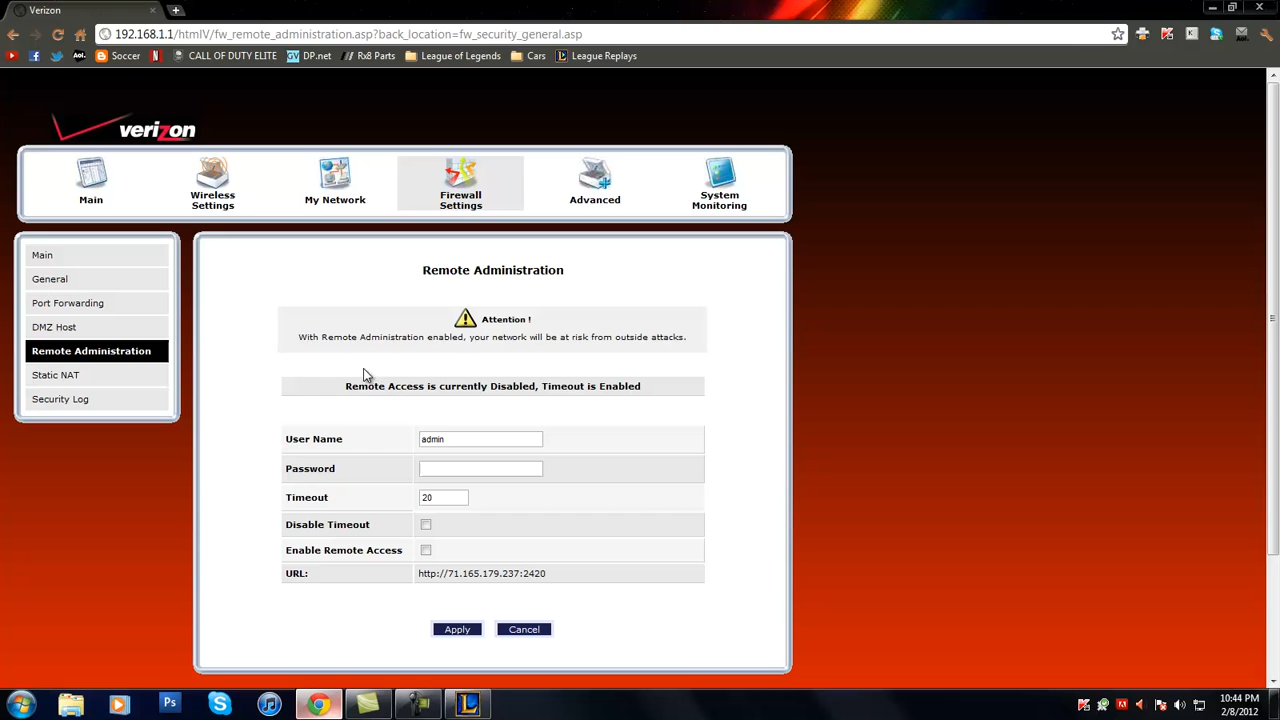 Verizon
192.168.1.1/htmlV/fw_remote_administration.asp?back_location=fw_security_general.asp
Aol. Soccer N CALL OF DUTY ELITE DP.net Rx8 Parts League of Legends Cars League Replays
verizon
Main
Wireless Settings
My Network
Firewall Settings
Advanced
System Monitoring
Main
General
Port Forwarding
DMZ Host
Remote Administration
Static NAT
Security Log
Remote Administration
Attention !
With Remote Administration enabled, your network will be at risk from outside attacks.
Remote Access is currently Disabled, Timeout is Enabled
User Name admin
Password
Timeout 20
Disable Timeout
Enable Remote Access
URL: http://71.165.179.237:2420
Apply Cancel
Ps
10:44 PM
2/8/2012